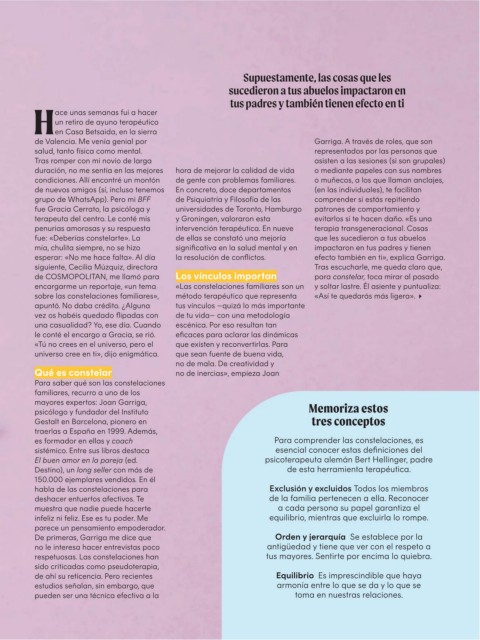 Supuestamente, las cosas que les
sucedieron a tus abuelos impactaron en
tus padres y también tienen efecto en ti
Hace unas semanas fui a hacer
un retiro de ayuno terapéutico
en Casa Betsaida, en la sierra
de Valencia. Me venía genial por
salud, tanto física como mental.
Tras romper con mi novio de larga
duración, no me sentía en las mejores
condiciones. Allí encontré un montón
de nuevos amigos (sí, incluso tenemos
grupo de WhatsApp). Pero mi BFF
fue Gracia Cerrato, la psicóloga y
terapeuta del centro. Le conté mis
penurias amorosas y su respuesta
fue: «Deberías constelarte». La
mía, chulita siempre, no se hizo
esperar: «No me hace falta». Al día
siguiente, Cecilia Múzquiz, directora
de COSMOPOLITAN, me llamó para
encargarme un reportaje, «un tema
sobre las constelaciones familiares»,
apuntó. No daba crédito. ¿Alguna
vez os habéis quedado flipadas con
una casualidad? Yo, ese día. Cuando
le conté el encargo a Gracia, se rió.
«Tú no crees en el universo, pero el
universo cree en ti», dijo enigmática.
Qué es constelar
Para saber qué son las constelaciones
familiares, recurro a uno de los
mayores expertos: Joan Garriga,
psicólogo y fundador del Instituto
Gestalt en Barcelona, pionero en
traerlas a España en 1999. Además,
es formador en ellas y coach
sistémico. Entre sus libros destaca
El buen amor en la pareja (ed.
Destino), un long seller con más de
150.000 ejemplares vendidos. En él
habla de las constelaciones para
deshacer entuertos afectivos. Te
muestra que nadie puede hacerte
infeliz ni feliz. Ese es tu poder. Me
parece un pensamiento empoderador.
De primeras, Garriga me dice que
no le interesa hacer entrevistas poco
respetuosas. Las constelaciones han
sido criticadas como pseudoterapia,
de ahí su reticencia. Pero recientes
estudios señalan, sin embargo, que
pueden ser una técnica efectiva a la
hora de mejorar la calidad de vida
de gente con problemas familiares.
En concreto, doce departamentos
de Psiquiatría y Filosofía de las
universidades de Toronto, Hamburgo
y Groningen, valoraron esta
intervención terapéutica. En nueve
de ellas se constató una mejoría
significativa en la salud mental y en
la resolución de conflictos.
Los vínculos importan
«Las constelaciones familiares son un
método terapéutico que representa
tus vínculos –quizá lo más importante
de tu vida– con una metodología
escénica. Por eso resultan tan
eficaces para aclarar las dinámicas
que existen y reconvertirlas. Para
que sean fuente de buena vida,
no de mala. De creatividad y
no de inercias», empieza Joan
Garriga. A través de roles, que son
representados por las personas que
asisten a las sesiones (si son grupales)
o mediante papeles con sus nombres
o muñecos, a los que llaman anclajes,
(en las individuales), te facilitan
comprender si estás repitiendo
patrones de comportamiento y
evitarlos si te hacen daño. «Es una
terapia transgeneracional. Cosas
que les sucedieron a tus abuelos
impactaron en tus padres y tienen
efecto también en ti», explica Garriga.
Tras escucharle, me queda claro que,
para constelar, toca mirar al pasado
y soltar lastre. Él asiente y puntualiza:
«Así te quedarás más ligera».
Memoriza estos
tres conceptos
Para comprender las constelaciones, es
esencial conocer estas definiciones del
psicoterapeuta alemán Bert Hellinger, padre
de esta herramienta terapéutica.
Exclusión y excluidos Todos los miembros
de la familia pertenecen a ella. Reconocer
a cada persona su papel garantiza el
equilibrio, mientras que excluirla lo rompe.
Orden y jerarquía Se establece por la
antigüedad y tiene que ver con el respeto a
tus mayores. Sentirte por encima lo quiebra.
Equilibrio Es imprescindible que haya
armonía entre lo que se da y lo que se
toma en nuestras relaciones.